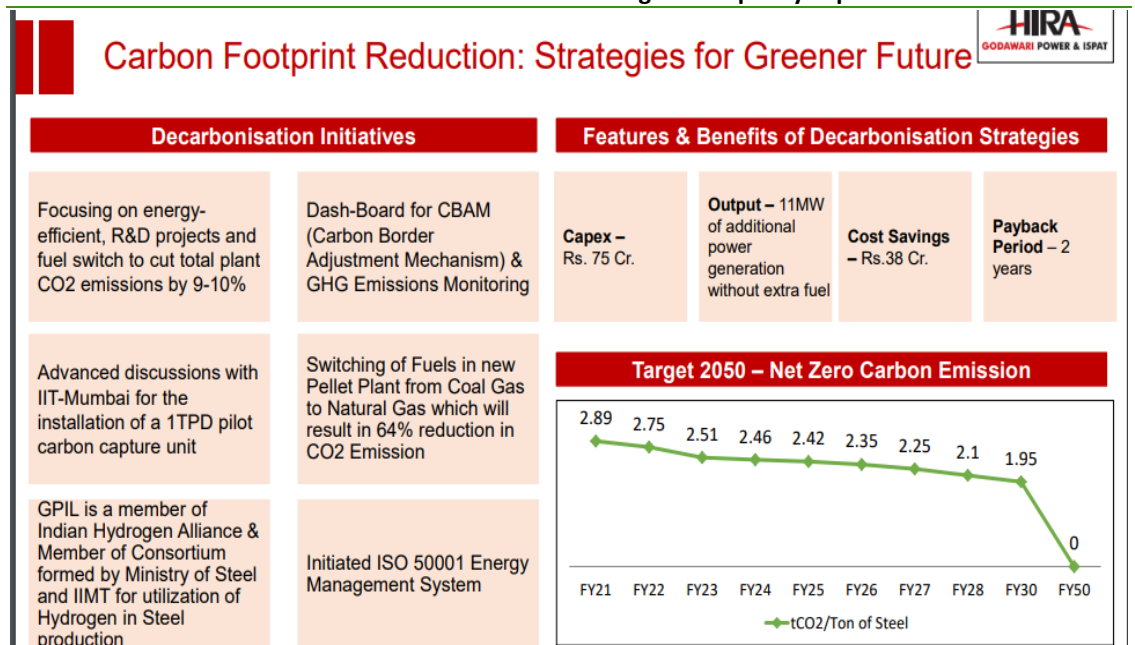 HIRA
GODAWARI POWER & ISPAT
Carbon Footprint Reduction: Strategies for Greener Future
Decarbonisation Initiatives
Focusing on energy-
efficient, R&D projects and
fuel switch to cut total plant
CO2 emissions by 9-10%
Dash-Board for CBAM
(Carbon Border
Adjustment Mechanism) &
GHG Emissions Monitoring
Advanced discussions with
IIT-Mumbai for the
installation of a 1TPD pilot
carbon capture unit
Switching of Fuels in new
Pellet Plant from Coal Gas
to Natural Gas which will
result in 64% reduction in
CO2 Emission
GPIL is a member of
Indian Hydrogen Alliance &
Member of Consortium
formed by Ministry of Steel
and IIMT for utilization of
Hydrogen in Steel
production
Initiated ISO 50001 Energy
Management System
Features & Benefits of Decarbonisation Strategies
Capex –
Rs. 75 Cr.
Output – 11MW
of additional
power
generation
without extra fuel
Cost Savings
– Rs.38 Cr.
Payback
Period – 2
years
Target 2050 – Net Zero Carbon Emission
2.89 2.75 2.51 2.46 2.42 2.35 2.25 2.1 1.95 0
FY21 FY22 FY23 FY24 FY25 FY26 FY27 FY28 FY30 FY50
tCO2/Ton of Steel